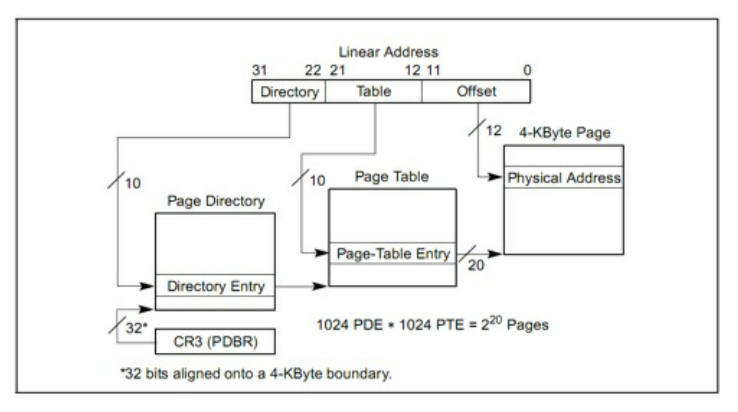 Linear Address
31 22 21 12 11 0
Directory Table Offset
12 4-KByte Page
10 10 Page Table Physical Address
Page Directory
Page-Table Entry
20
Directory Entry
32*
1024 PDE * 1024 PTE = 2²⁰ Pages
CR3 (PDBR)
*32 bits aligned onto a 4-KByte boundary.